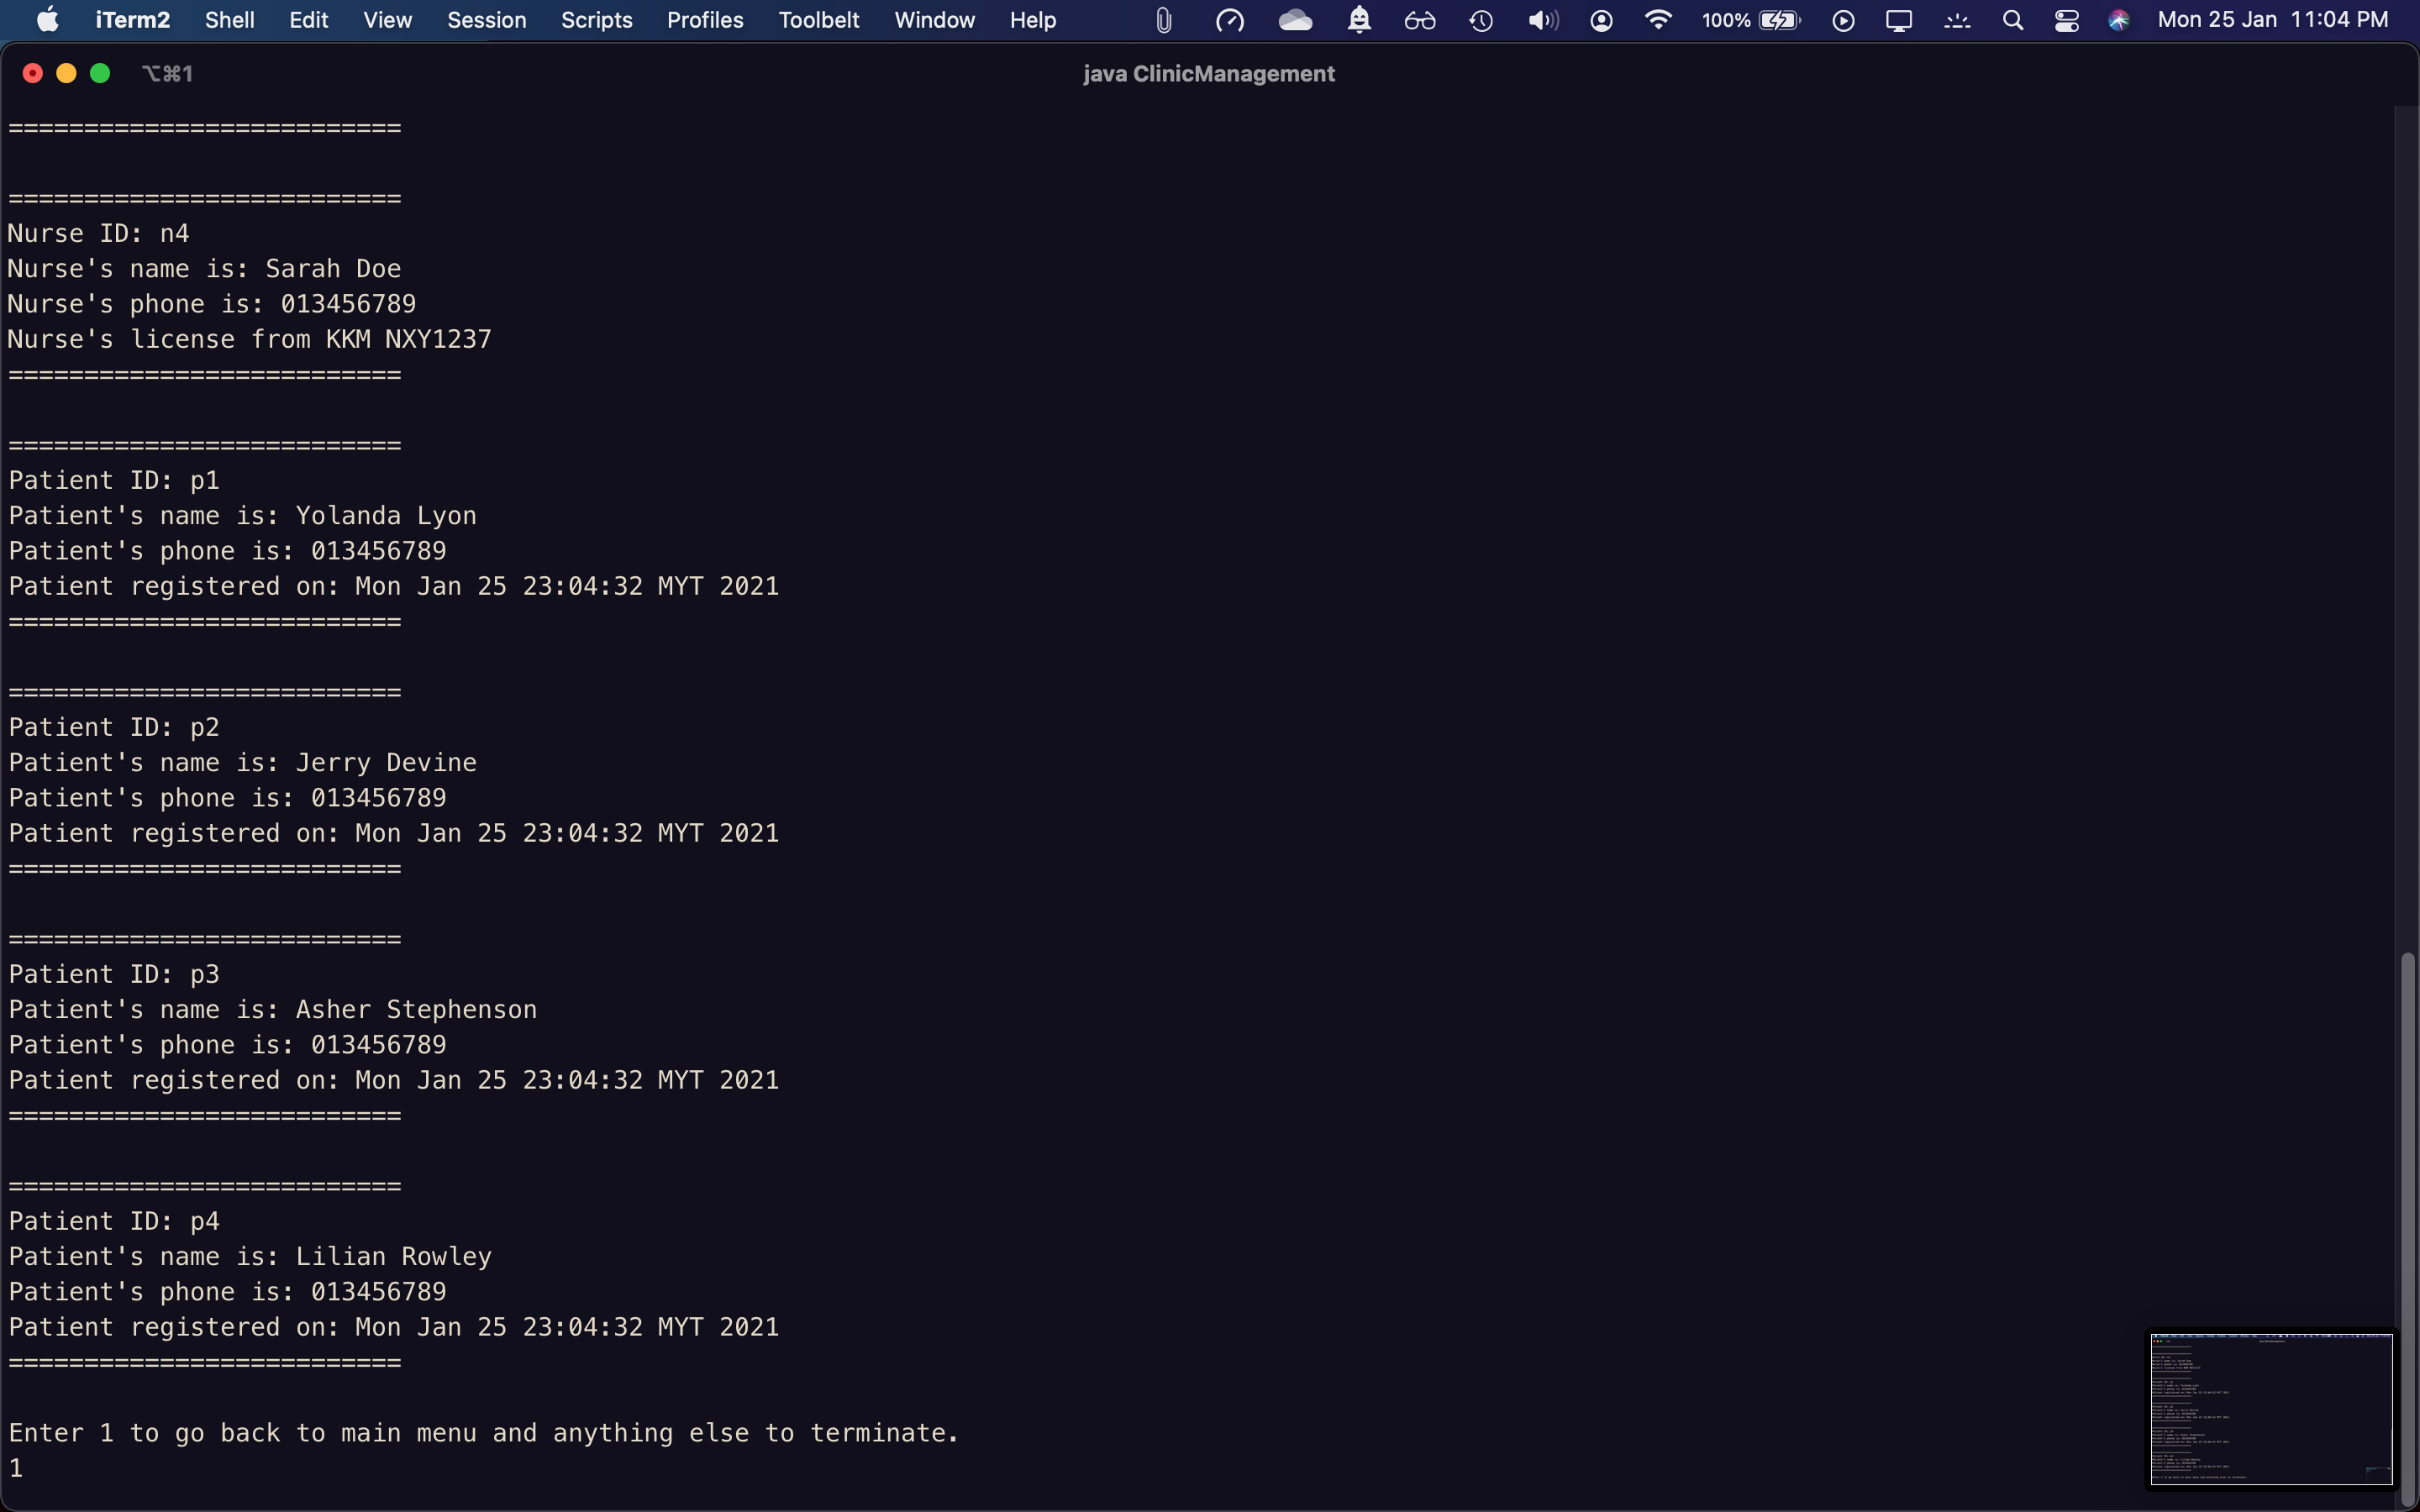 iTerm2 Shell Edit View Session Scripts Profiles Toolbelt Window Help 100% Mon 25 Jan 11:04 PM
⌥⌘1 java ClinicManagement
==========================
==========================
Nurse ID: n4
Nurse's name is: Sarah Doe
Nurse's phone is: 013456789
Nurse's license from KKM NXY1237
==========================
==========================
Patient ID: p1
Patient's name is: Yolanda Lyon
Patient's phone is: 013456789
Patient registered on: Mon Jan 25 23:04:32 MYT 2021
==========================
==========================
Patient ID: p2
Patient's name is: Jerry Devine
Patient's phone is: 013456789
Patient registered on: Mon Jan 25 23:04:32 MYT 2021
==========================
==========================
Patient ID: p3
Patient's name is: Asher Stephenson
Patient's phone is: 013456789
Patient registered on: Mon Jan 25 23:04:32 MYT 2021
==========================
==========================
Patient ID: p4
Patient's name is: Lilian Rowley
Patient's phone is: 013456789
Patient registered on: Mon Jan 25 23:04:32 MYT 2021
==========================
Enter 1 to go back to main menu and anything else to terminate.
1